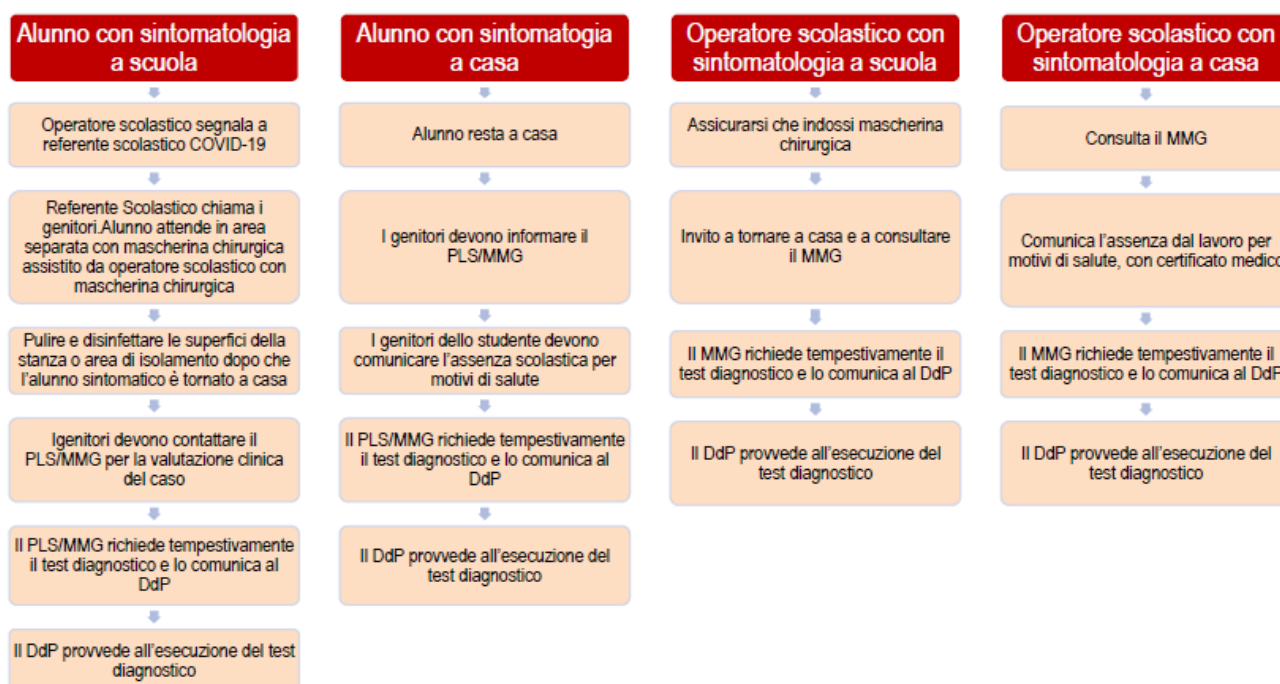 Alunno con sintomatologia
a scuola
Operatore scolastico segnala a
referente scolastico COVID-19
Referente Scolastico chiama i
genitori.Alunno attende in area
separata con mascherina chirurgica
assistito da operatore scolastico con
mascherina chirurgica
Pulire e disinfettare le superfici della
stanza o area di isolamento dopo che
l'alunno sintomatico è tornato a casa
Igenitori devono contattare il
PLS/MMG per la valutazione clinica
del caso
Il PLS/MMG richiede tempestivamente
il test diagnostico e lo comunica al
DdP
Il DdP provvede all'esecuzione del test
diagnostico
Alunno con sintomatogia
a casa
Alunno resta a casa
I genitori devono informare il
PLS/MMG
I genitori dello studente devono
comunicare l'assenza scolastica per
motivi di salute
Il PLS/MMG richiede tempestivamente
il test diagnostico e lo comunica al
DdP
Il DdP provvede all'esecuzione del
test diagnostico
Operatore scolastico con
sintomatologia a scuola
Assicurarsi che indossi mascherina
chirurgica
Invito a tornare a casa e a consultare
il MMG
Il MMG richiede tempestivamente il
test diagnostico e lo comunica al DdP
Il DdP provvede all'esecuzione del
test diagnostico
Operatore scolastico con
sintomatologia a casa
Consulta il MMG
Comunica l'assenza dal lavoro per
motivi di salute, con certificato medico
Il MMG richiede tempestivamente il
test diagnostico e lo comunica al DdP
Il DdP provvede all'esecuzione del
test diagnostico